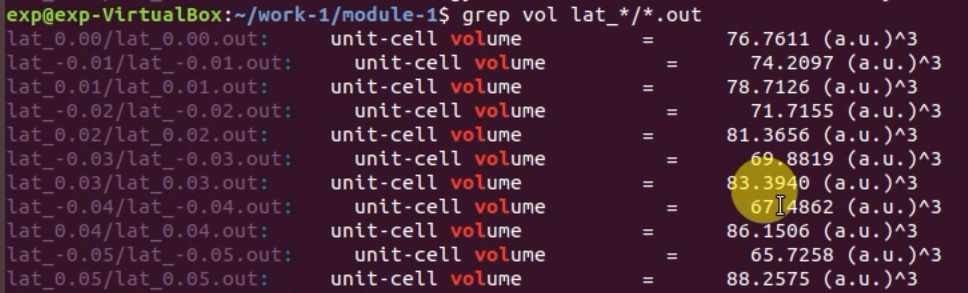 exp@exp-VirtualBox:~/work-1/module-1$ grep vol lat_*/*.out
lat_0.00/lat_0.00.out:     unit-cell volume          =      76.7611 (a.u.)^3
lat_-0.01/lat_-0.01.out:     unit-cell volume          =      74.2097 (a.u.)^3
lat_0.01/lat_0.01.out:     unit-cell volume          =      78.7126 (a.u.)^3
lat_-0.02/lat_-0.02.out:     unit-cell volume          =      71.7155 (a.u.)^3
lat_0.02/lat_0.02.out:     unit-cell volume          =      81.3656 (a.u.)^3
lat_-0.03/lat_-0.03.out:     unit-cell volume          =      69.8819 (a.u.)^3
lat_0.03/lat_0.03.out:     unit-cell volume          =      83.3940 (a.u.)^3
lat_-0.04/lat_-0.04.out:     unit-cell volume          =      67.4862 (a.u.)^3
lat_0.04/lat_0.04.out:     unit-cell volume          =      86.1506 (a.u.)^3
lat_-0.05/lat_-0.05.out:     unit-cell volume          =      65.7258 (a.u.)^3
lat_0.05/lat_0.05.out:     unit-cell volume          =      88.2575 (a.u.)^3